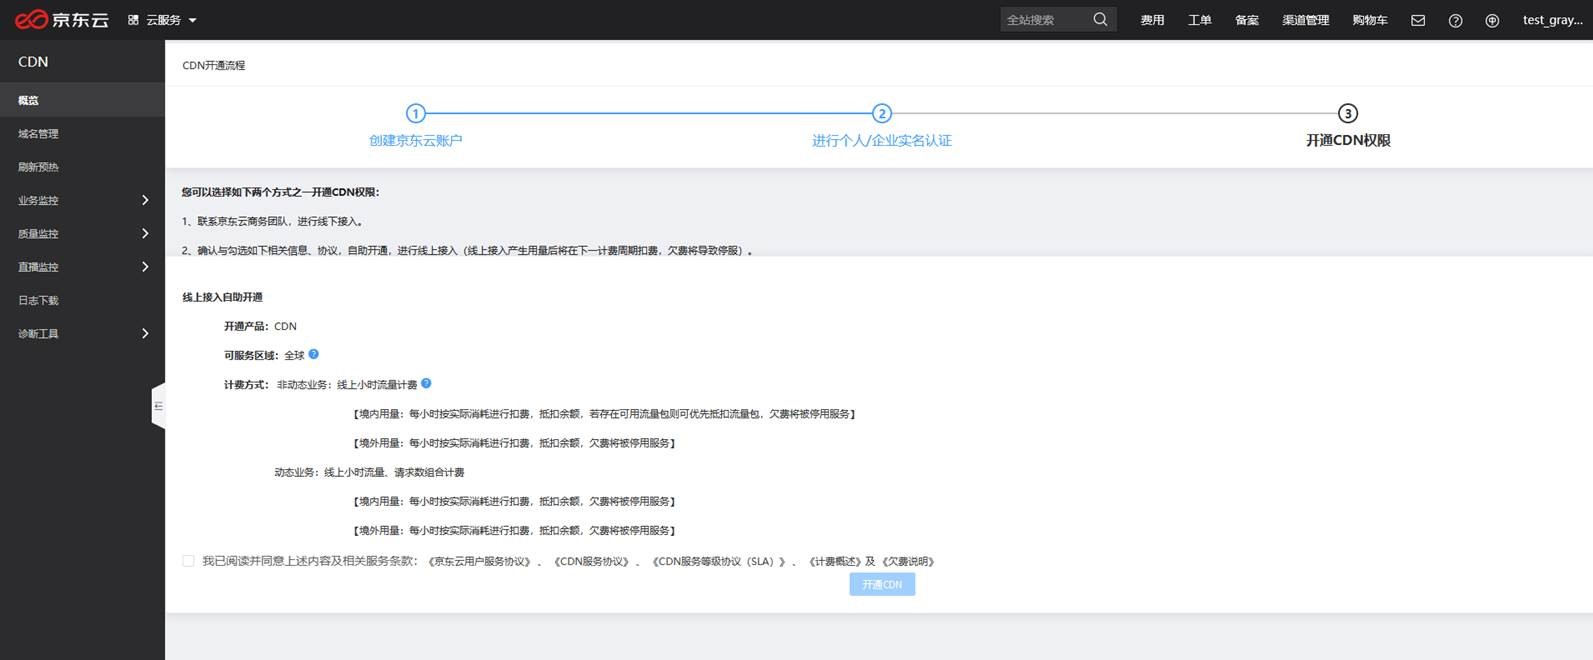 京东云 云服务 全站搜索 费用 工单 备案 渠道管理 购物车 test_gray...
CDN
概览
域名管理
刷新预热
业务监控
质量监控
直播监控
日志下载
诊断工具
CDN开通流程
1 2 3
创建京东云账户 进行个人/企业实名认证 开通CDN权限
您可以选择如下两个方式之一开通CDN权限：
1、联系京东云商务团队，进行线下接入。
2、确认与勾选如下相关信息、协议，自助开通，进行线上接入（线上接入产生用量后将在下一计费周期扣费，欠费将导致停服）。
线上接入自助开通
开通产品：CDN
可服务区域：全球 ?
计费方式： 非动态业务：线上小时流量计费 ?
【境内用量：每小时按实际消耗进行扣费，抵扣余额，若存在可用流量包则可优先抵扣流量包，欠费将被停用服务】
【境外用量：每小时按实际消耗进行扣费，抵扣余额，欠费将被停用服务】
动态业务：线上小时流量、请求数组合计费
【境内用量：每小时按实际消耗进行扣费，抵扣余额，欠费将被停用服务】
【境外用量：每小时按实际消耗进行扣费，抵扣余额，欠费将被停用服务】
我已阅读并同意上述内容及相关服务条款：《京东云用户服务协议》、《CDN服务协议》、《CDN服务等级协议（SLA）》、《计费概述》及《欠费说明》
开通CDN